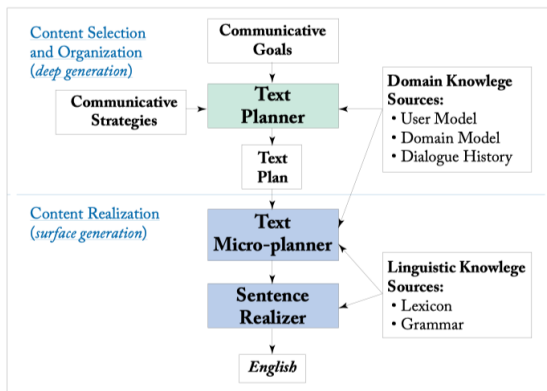 Content Selection
and Organization
(deep generation)
Communicative
Goals
Communicative
Strategies
Text
Planner
Domain Knowlege
Sources:
• User Model
• Domain Model
• Dialogue History
Text
Plan
Content Realization
(surface generation)
Text
Micro-planner
Linguistic Knowlege
Sources:
• Lexicon
• Grammar
Sentence
Realizer
English